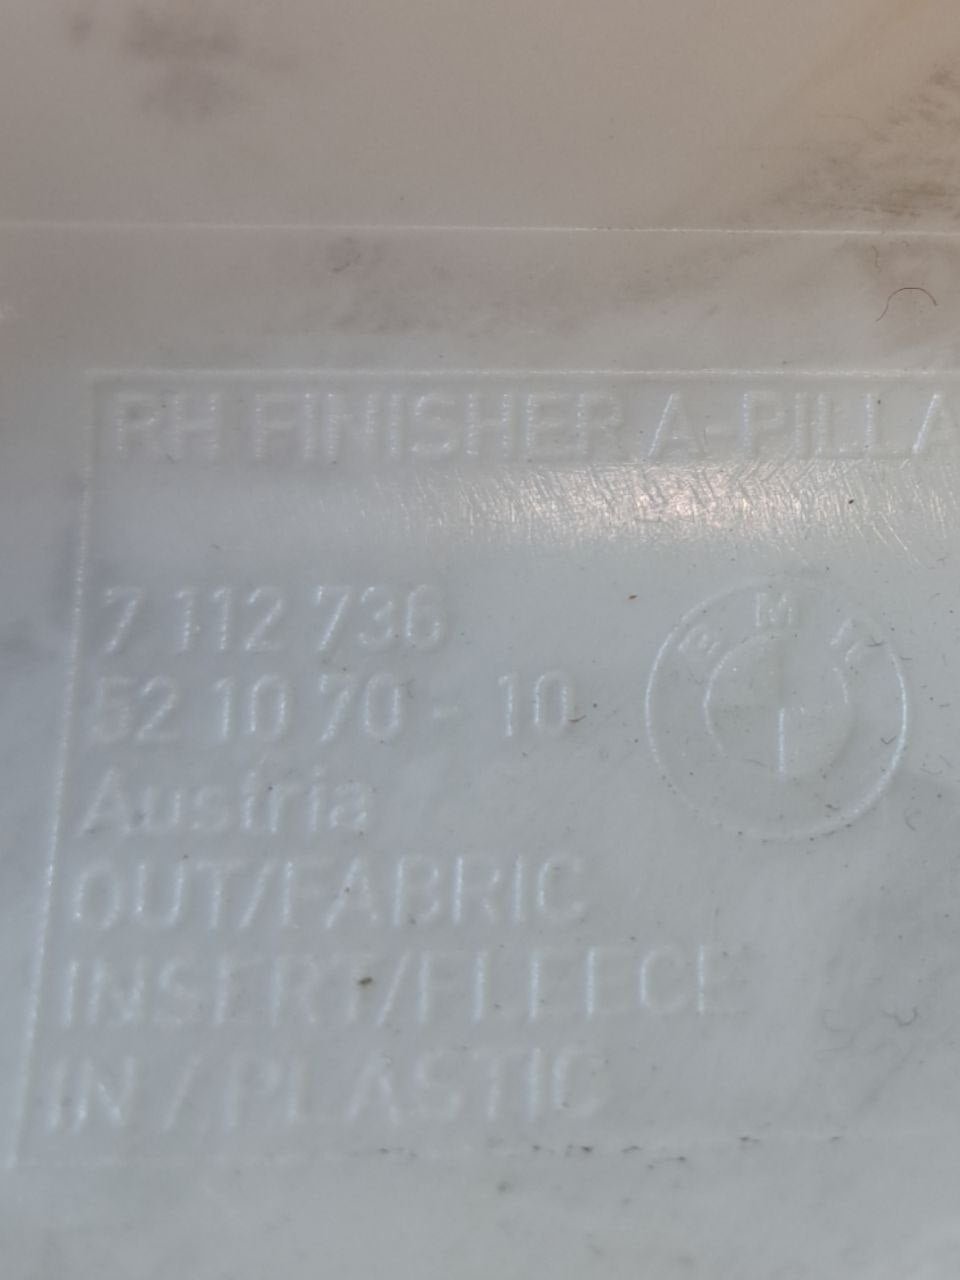 RH FINISHER A-PILLA
7 112 736
52 10 70 - 10
Austria
OUT/FABRIC
INSERT/FLEECE
IN / PLASTIC
B M W